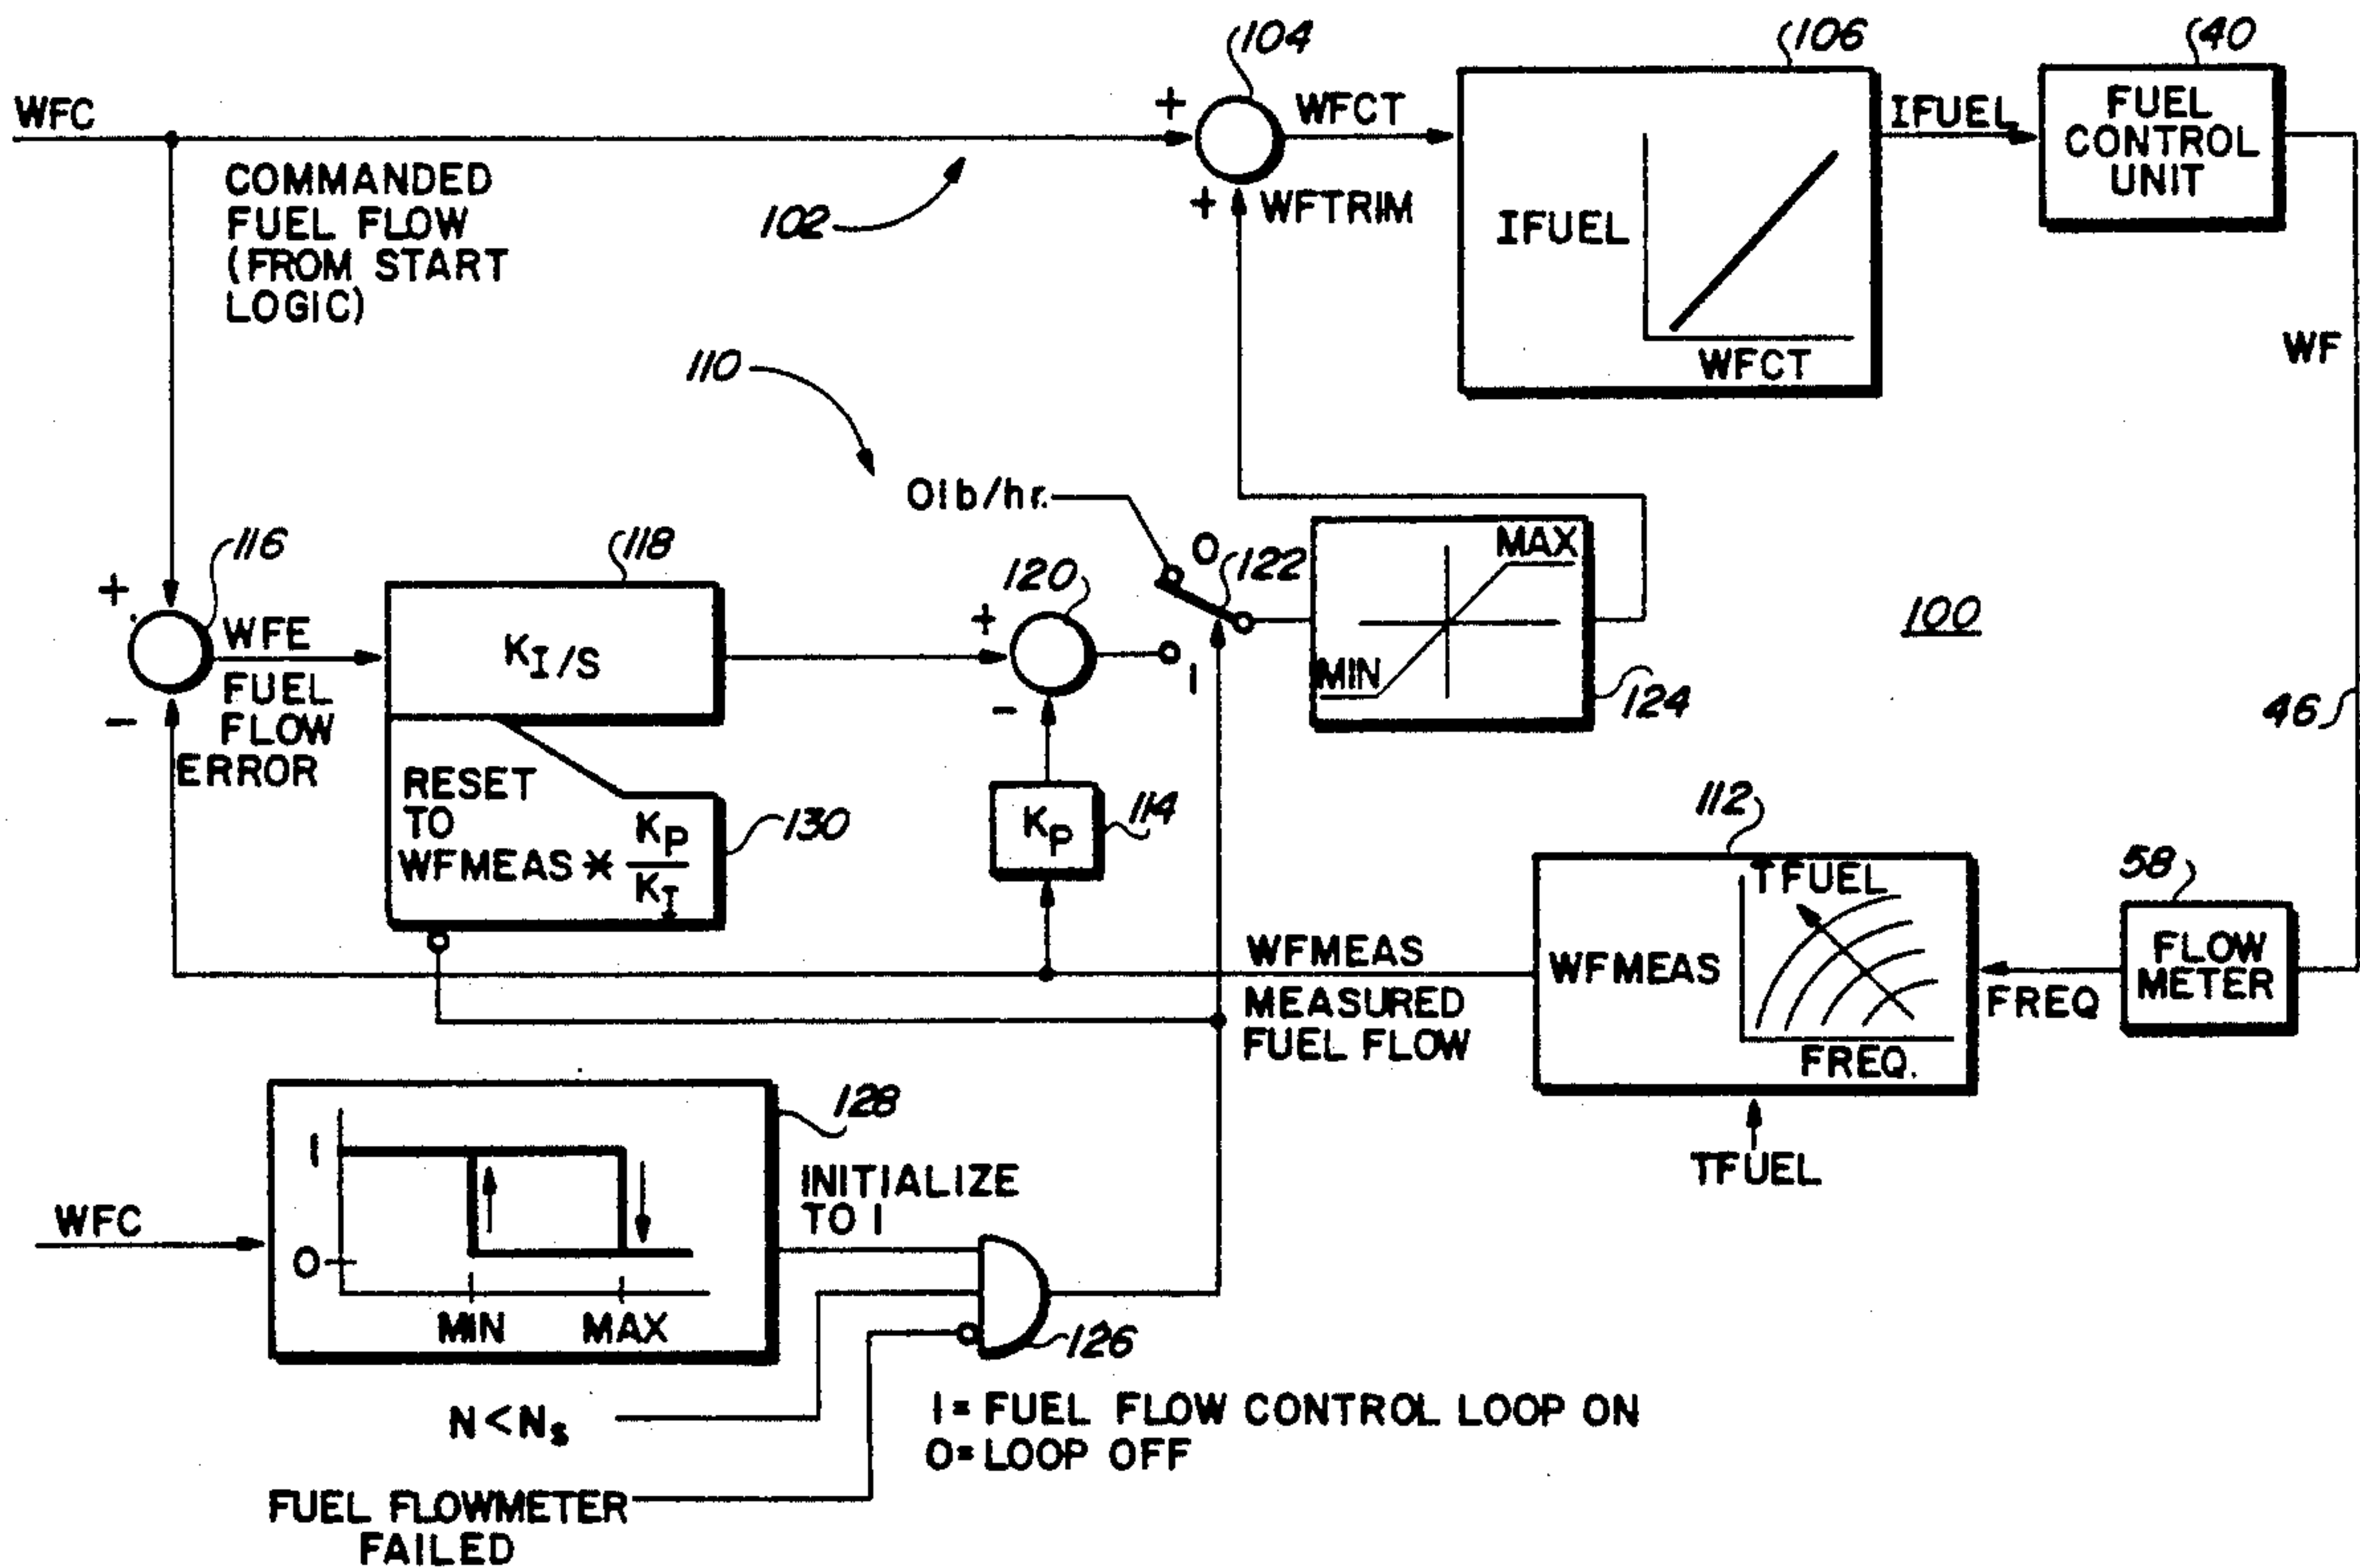 104
106
40
WFC
+
WFCT
IFUEL
FUEL
CONTROL
UNIT
COMMANDED
FUEL FLOW
(FROM START
LOGIC)
102
+
WFTRIM
IFUEL
WFCT
WF
110
0lb/hr.
0
122
MAX
MIN
124
100
46
116
118
120
+
WFE
FUEL
FLOW
ERROR
-
KI/S
+
-
1
RESET
TO
WFMEAS * KP
KI
130
KP
114
112
58
TFUEL
WFMEAS
FREQ.
FREQ
FLOW
METER
WFMEAS
MEASURED
FUEL FLOW
TFUEL
128
WFC
1
0
MIN MAX
INITIALIZE
TO 1
126
N<Ns
1= FUEL FLOW CONTROL LOOP ON
0= LOOP OFF
FUEL FLOWMETER
FAILED